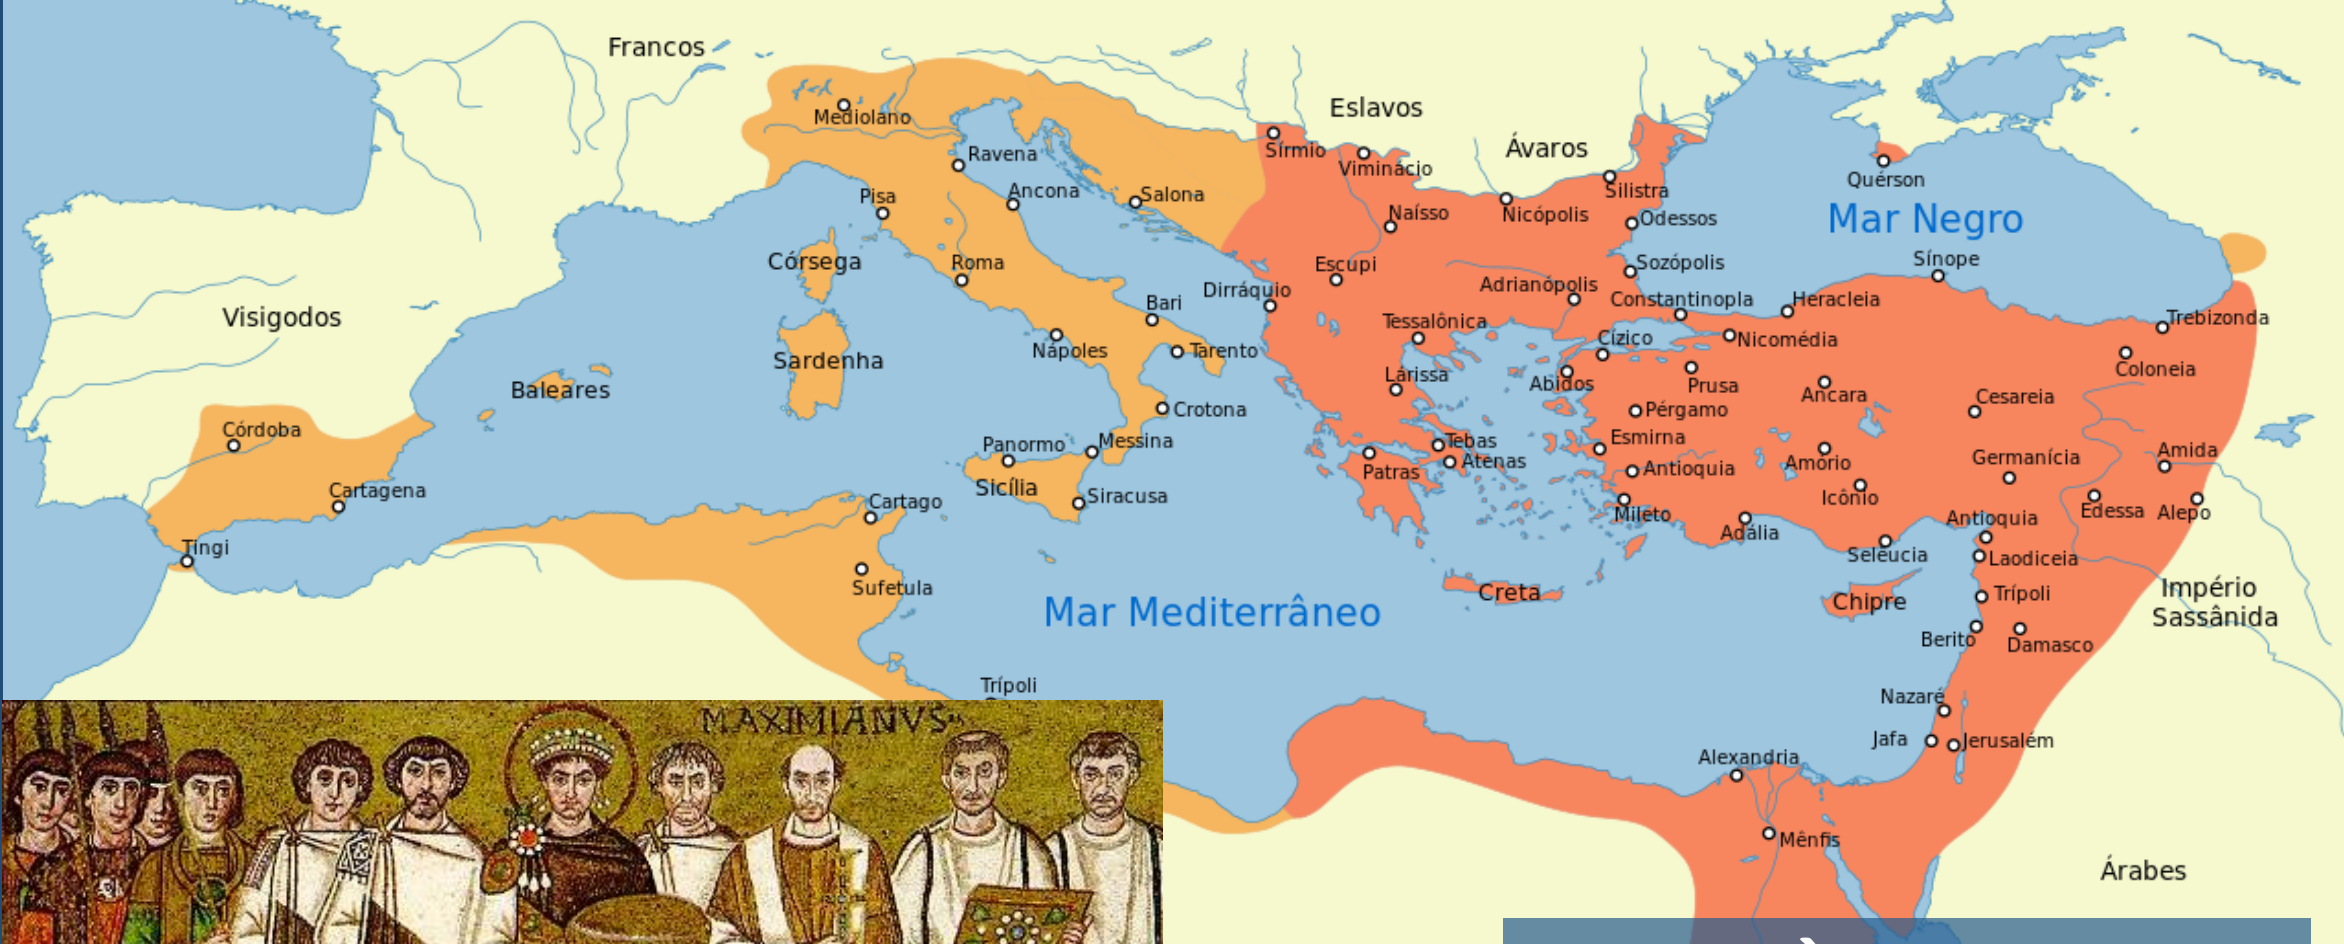 Francos
Eslavos
Ávaros
Mediolano
Ravena
Sírmio
Viminácio
Quérson
Pisa
Ancona
Salona
Silistra
Naísso
Nicópolis
Odessos
Mar Negro
Córsega
Roma
Escupi
Sozópolis
Sínope
Visigodos
Dirráquio
Bari
Adrianópolis
Constantinopla
Heracleia
Trebizonda
Tessalônica
Cízico
Nicomédia
Sardenha
Nápoles
Tarento
Lárissa
Abidos
Prusa
Ancara
Coloneia
Baleares
Crotona
Pérgamo
Cesareia
Córdoba
Panormo
Messina
Tebas
Esmirna
Amida
Atenas
Patras
Antioquia
Amório
Germanícia
Cartagena
Sicília
Siracusa
Icônio
Cartago
Mileto
Adália
Antioquia
Edessa
Alepo
Tingi
Selêucia
Laodiceia
Sufetula
Creta
Chipre
Trípoli
Império
Sassânida
Mar Mediterrâneo
Berito
Damasco
Trípoli
Nazaré
MAXIMIANVS
Jafa
Jerusalém
Alexandria
Mênfis
Árabes